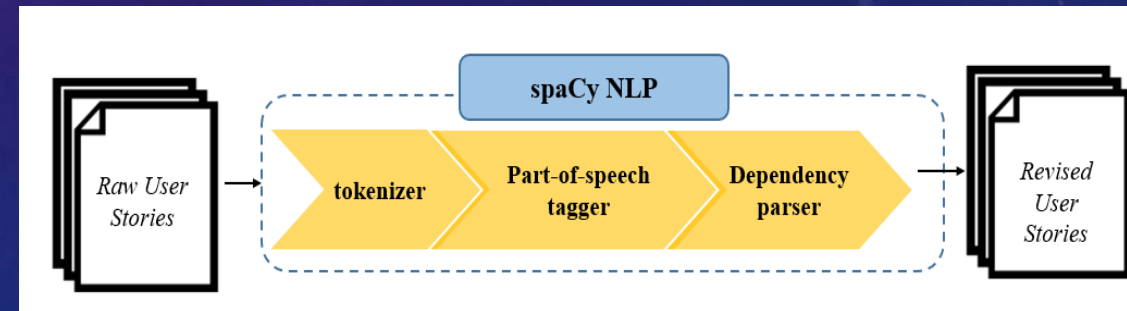 spaCy NLP
Raw User
Stories
tokenizer
Part-of-speech
tagger
Dependency
parser
Revised
User
Stories